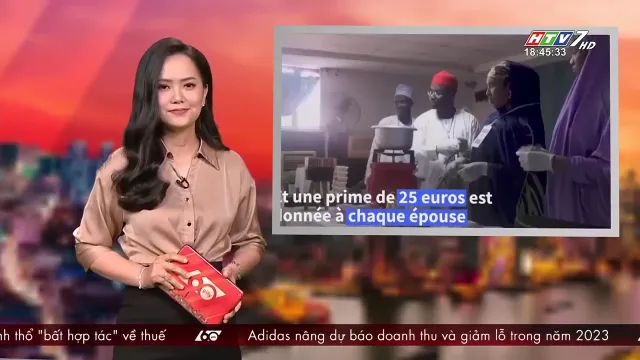 HTV7 HD
18:45:33
t une prime de 25 euros est
onnée à chaque épouse
nh thổ "bất hợp tác" về thuế
Adidas nâng dự báo doanh thu và giảm lỗ trong năm 2023